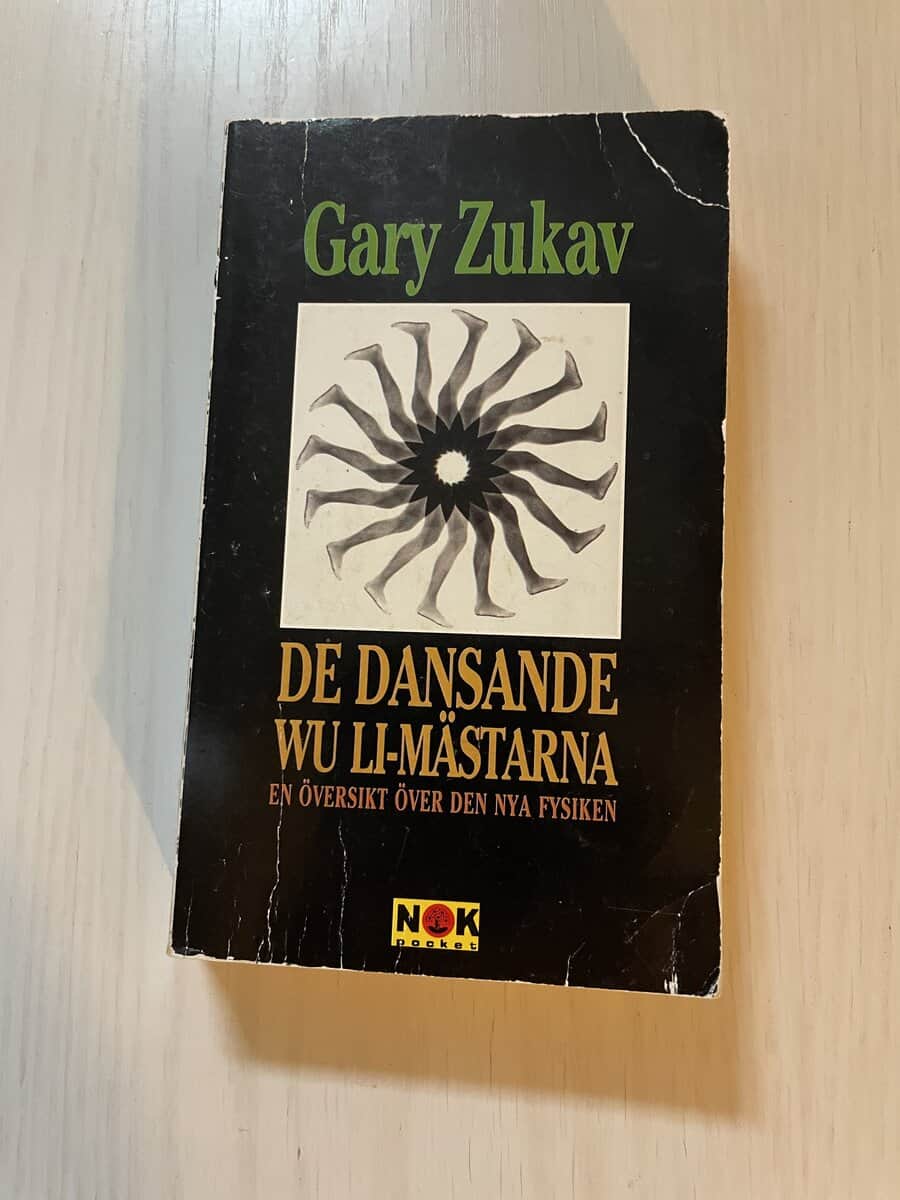 Gary Zukav
DE DANSANDE
WU LI-MÄSTARNA
EN ÖVERSIKT ÖVER DEN NYA FYSIKEN
NOK
pocket